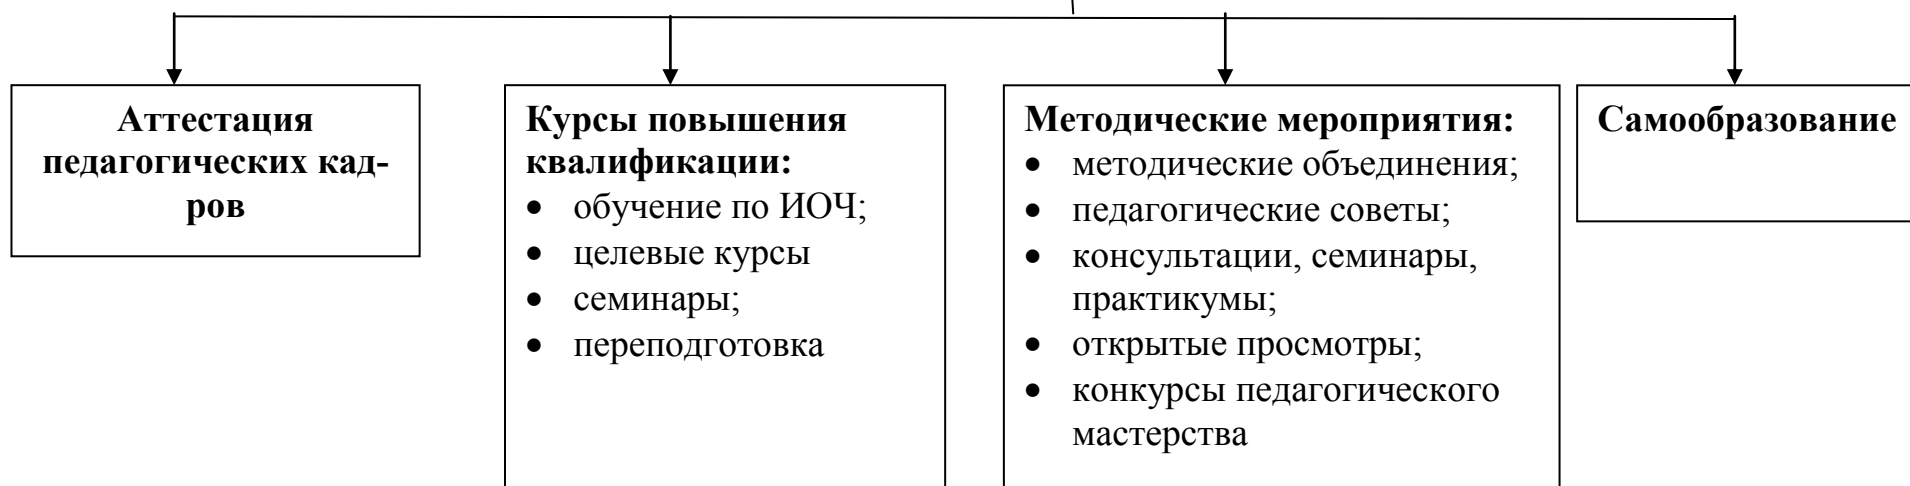 Аттестация
педагогических кад-
ров
Курсы повышения
квалификации:
• обучение по ИОЧ;
• целевые курсы
• семинары;
• переподготовка
Методические мероприятия:
• методические объединения;
• педагогические советы;
• консультации, семинары,
практикумы;
• открытые просмотры;
• конкурсы педагогического
мастерства
Самообразование